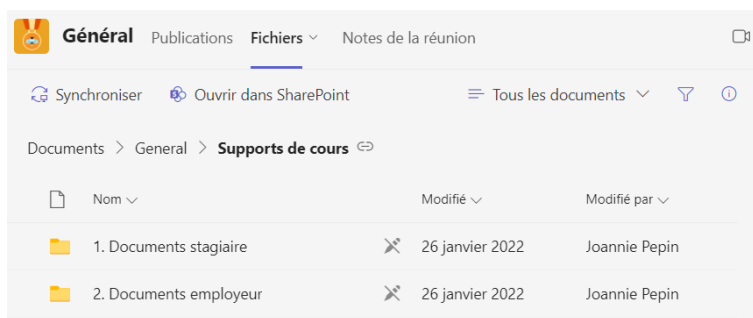 Général Publications Fichiers Notes de la réunion
Synchroniser Ouvrir dans SharePoint Tous les documents
Documents > General > Supports de cours
Nom Modifié Modifié par
1. Documents stagiaire 26 janvier 2022 Joannie Pepin
2. Documents employeur 26 janvier 2022 Joannie Pepin